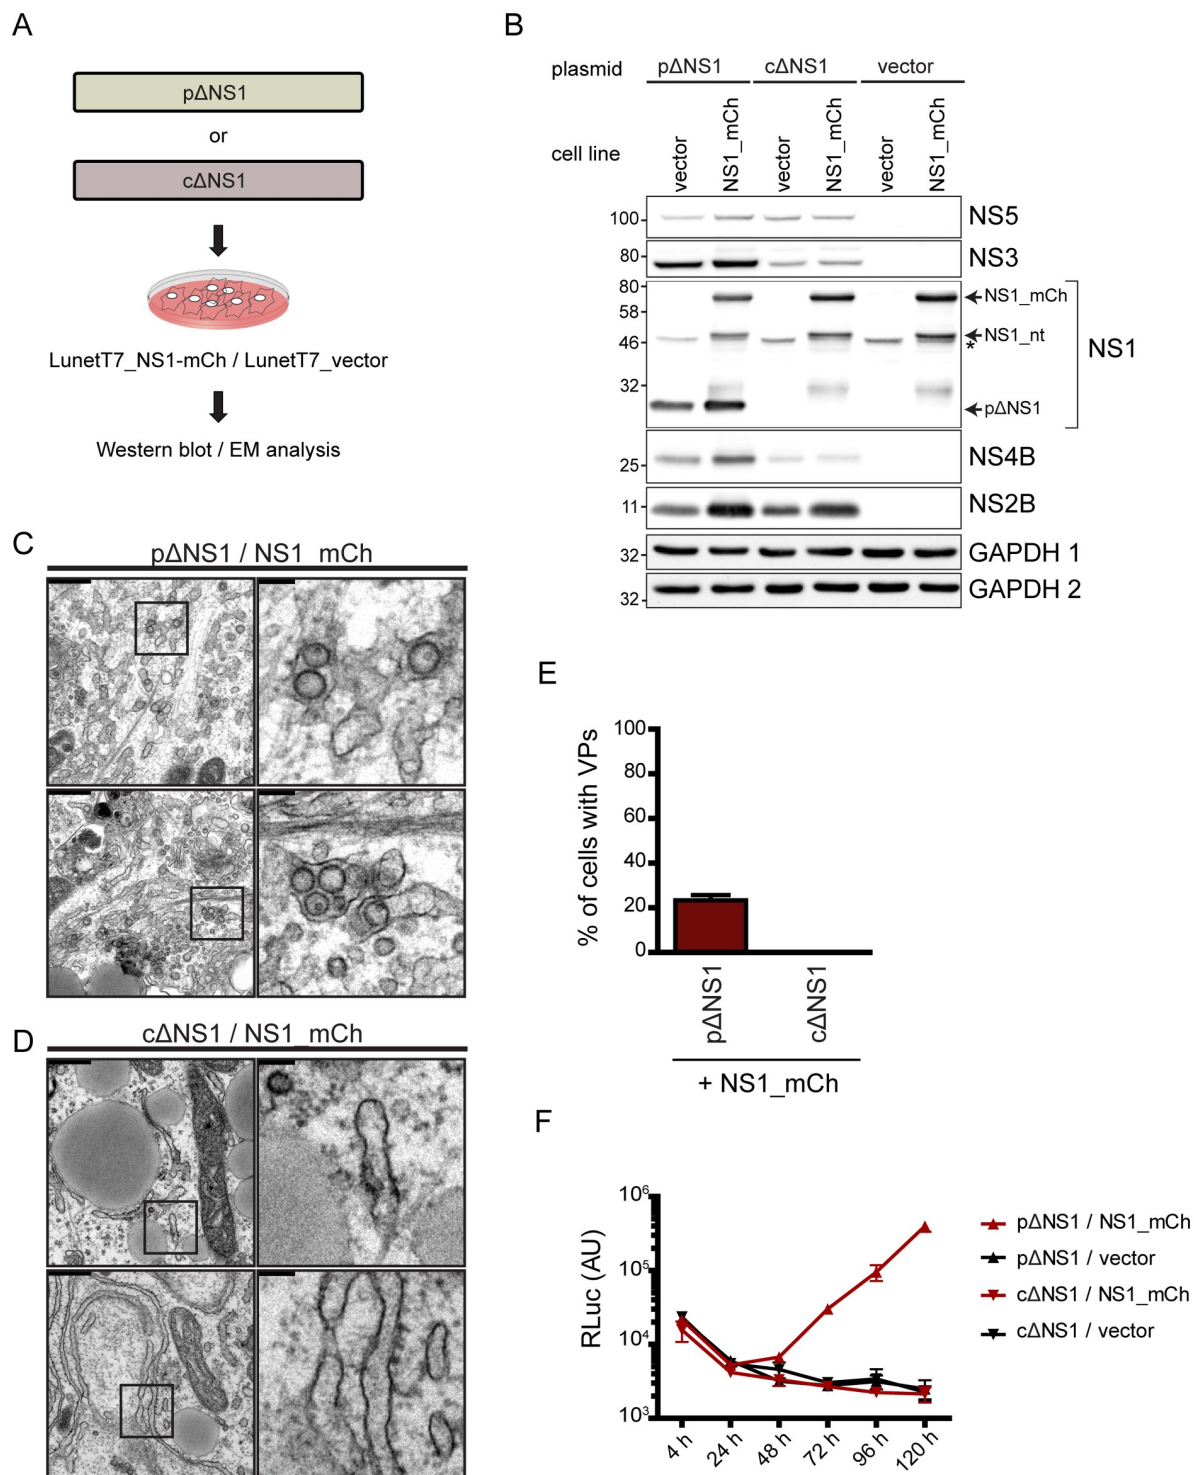 A
pΔNS1
or
cΔNS1
LunetT7_NS1-mCh / LunetT7_vector
Western blot / EM analysis
B
plasmid pΔNS1 cΔNS1 vector
cell line vector NS1_mCh vector NS1_mCh vector NS1_mCh
100 NS5
80 NS3
80 NS1_mCh
58
46 NS1_nt
*
NS1
32
pΔNS1
25 NS4B
11 NS2B
32 GAPDH 1
32 GAPDH 2
C
pΔNS1 / NS1_mCh
D
cΔNS1 / NS1_mCh
E
% of cells with VPs
100
80
60
40
20
0
pΔNS1 cΔNS1
+ NS1_mCh
F
RLuc (AU)
10⁶
10⁵
10⁴
10³
4 h 24 h 48 h 72 h 96 h 120 h
pΔNS1 / NS1_mCh
pΔNS1 / vector
cΔNS1 / NS1_mCh
cΔNS1 / vector